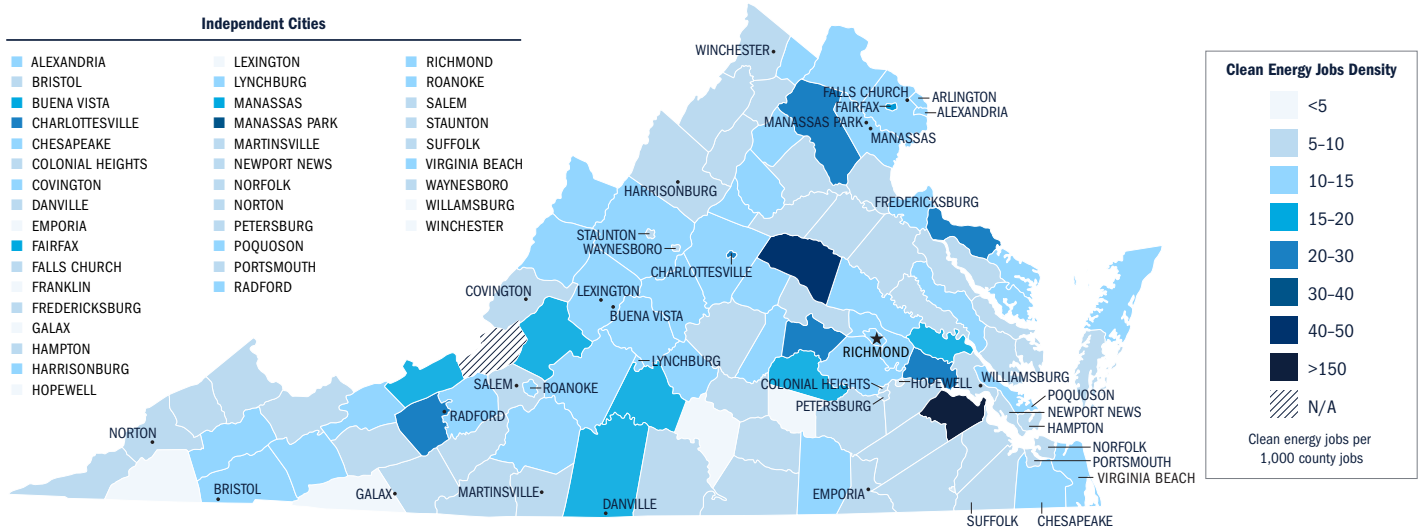 Independent Cities
ALEXANDRIA
BRISTOL
BUENA VISTA
CHARLOTTESVILLE
CHESAPEAKE
COLONIAL HEIGHTS
COVINGTON
DANVILLE
EMPORIA
FAIRFAX
FALLS CHURCH
FRANKLIN
FREDERICKSBURG
GALAX
HAMPTON
HARRISONBURG
HOPEWELL
LEXINGTON
LYNCHBURG
MANASSAS
MANASSAS PARK
MARTINSVILLE
NEWPORT NEWS
NORFOLK
NORTON
PETERSBURG
POQUOSON
PORTSMOUTH
RADFORD
RICHMOND
ROANOKE
SALEM
STAUNTON
SUFFOLK
VIRGINIA BEACH
WAYNESBORO
WILLAMSBURG
WINCHESTER
WINCHESTER
FALLS CHURCH
ARLINGTON
FAIRFAX
ALEXANDRIA
MANASSAS PARK
MANASSAS
HARRISONBURG
FREDERICKSBURG
STAUNTON
WAYNESBORO
CHARLOTTESVILLE
COVINGTON
LEXINGTON
BUENA VISTA
RICHMOND
LYNCHBURG
SALEM
ROANOKE
COLONIAL HEIGHTS
HOPEWELL
WILLIAMSBURG
PETERSBURG
POQUOSON
RADFORD
NEWPORT NEWS
HAMPTON
NORTON
NORFOLK
PORTSMOUTH
VIRGINIA BEACH
BRISTOL
GALAX
MARTINSVILLE
DANVILLE
EMPORIA
SUFFOLK
CHESAPEAKE
Clean Energy Jobs Density
<5
5–10
10–15
15–20
20–30
30–40
40–50
>150
N/A
Clean energy jobs per
1,000 county jobs